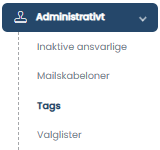 Administrativt
Inaktive ansvarlige
Mailskabeloner
Tags
Valglister